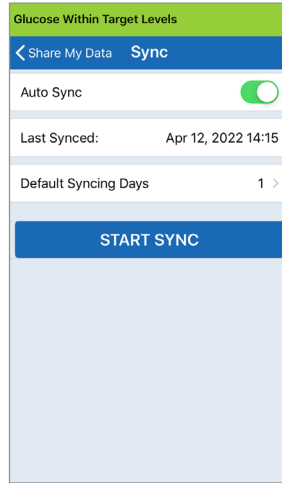 Glucose Within Target Levels
Share My Data Sync
Auto Sync
Last Synced: Apr 12, 2022 14:15
Default Syncing Days 1
START SYNC